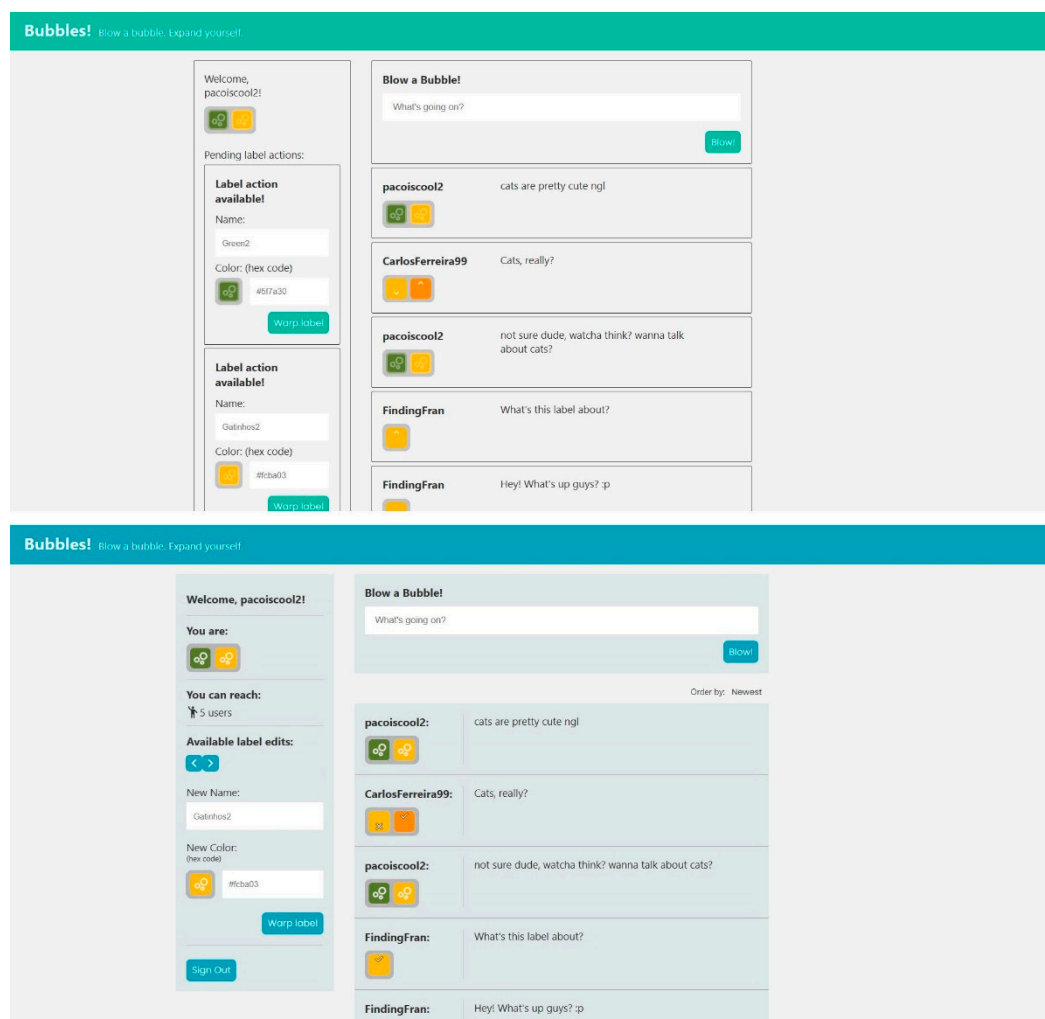 Bubbles! Blow a bubble. Expand yourself.
Welcome,
pacoiscool2!
Pending label actions:
Label action
available!
Name:
Green2
Color: (hex code)
#5f7a30
Warp label
Label action
available!
Name:
Gatinhos2
Color: (hex code)
#fcba03
Warp label
Blow a Bubble!
What's going on?
Blow!
pacoiscool2
cats are pretty cute ngl
CarlosFerreira99
Cats, really?
pacoiscool2
not sure dude, watcha think? wanna talk
about cats?
FindingFran
What's this label about?
FindingFran
Hey! What's up guys? :p
Bubbles! Blow a bubble. Expand yourself.
Welcome, pacoiscool2!
You are:
You can reach:
5 users
Available label edits:
New Name:
Gatinhos2
New Color:
(hex code)
#fcba03
Warp label
Sign Out
Blow a Bubble!
What's going on?
Blow!
Order by: Newest
pacoiscool2:
cats are pretty cute ngl
CarlosFerreira99:
Cats, really?
pacoiscool2:
not sure dude, watcha think? wanna talk about cats?
FindingFran:
What's this label about?
FindingFran:
Hey! What's up guys? :p